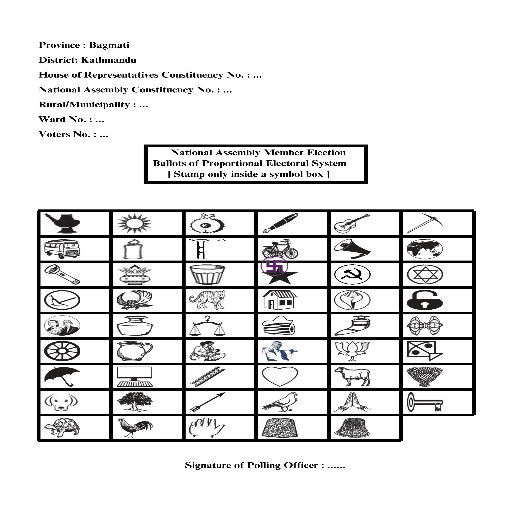 Province : Bagmati
District: Kathmandu
House of Representatives Constituency No. : ...
National Assembly Constituency No. : ...
Rural/Municipality : ...
Ward No. : ...
Voters No. : ...
National Assembly Member Election
Ballots of Proportional Electoral System
[ Stamp only inside a symbol box ]
Signature of Polling Officer : ......